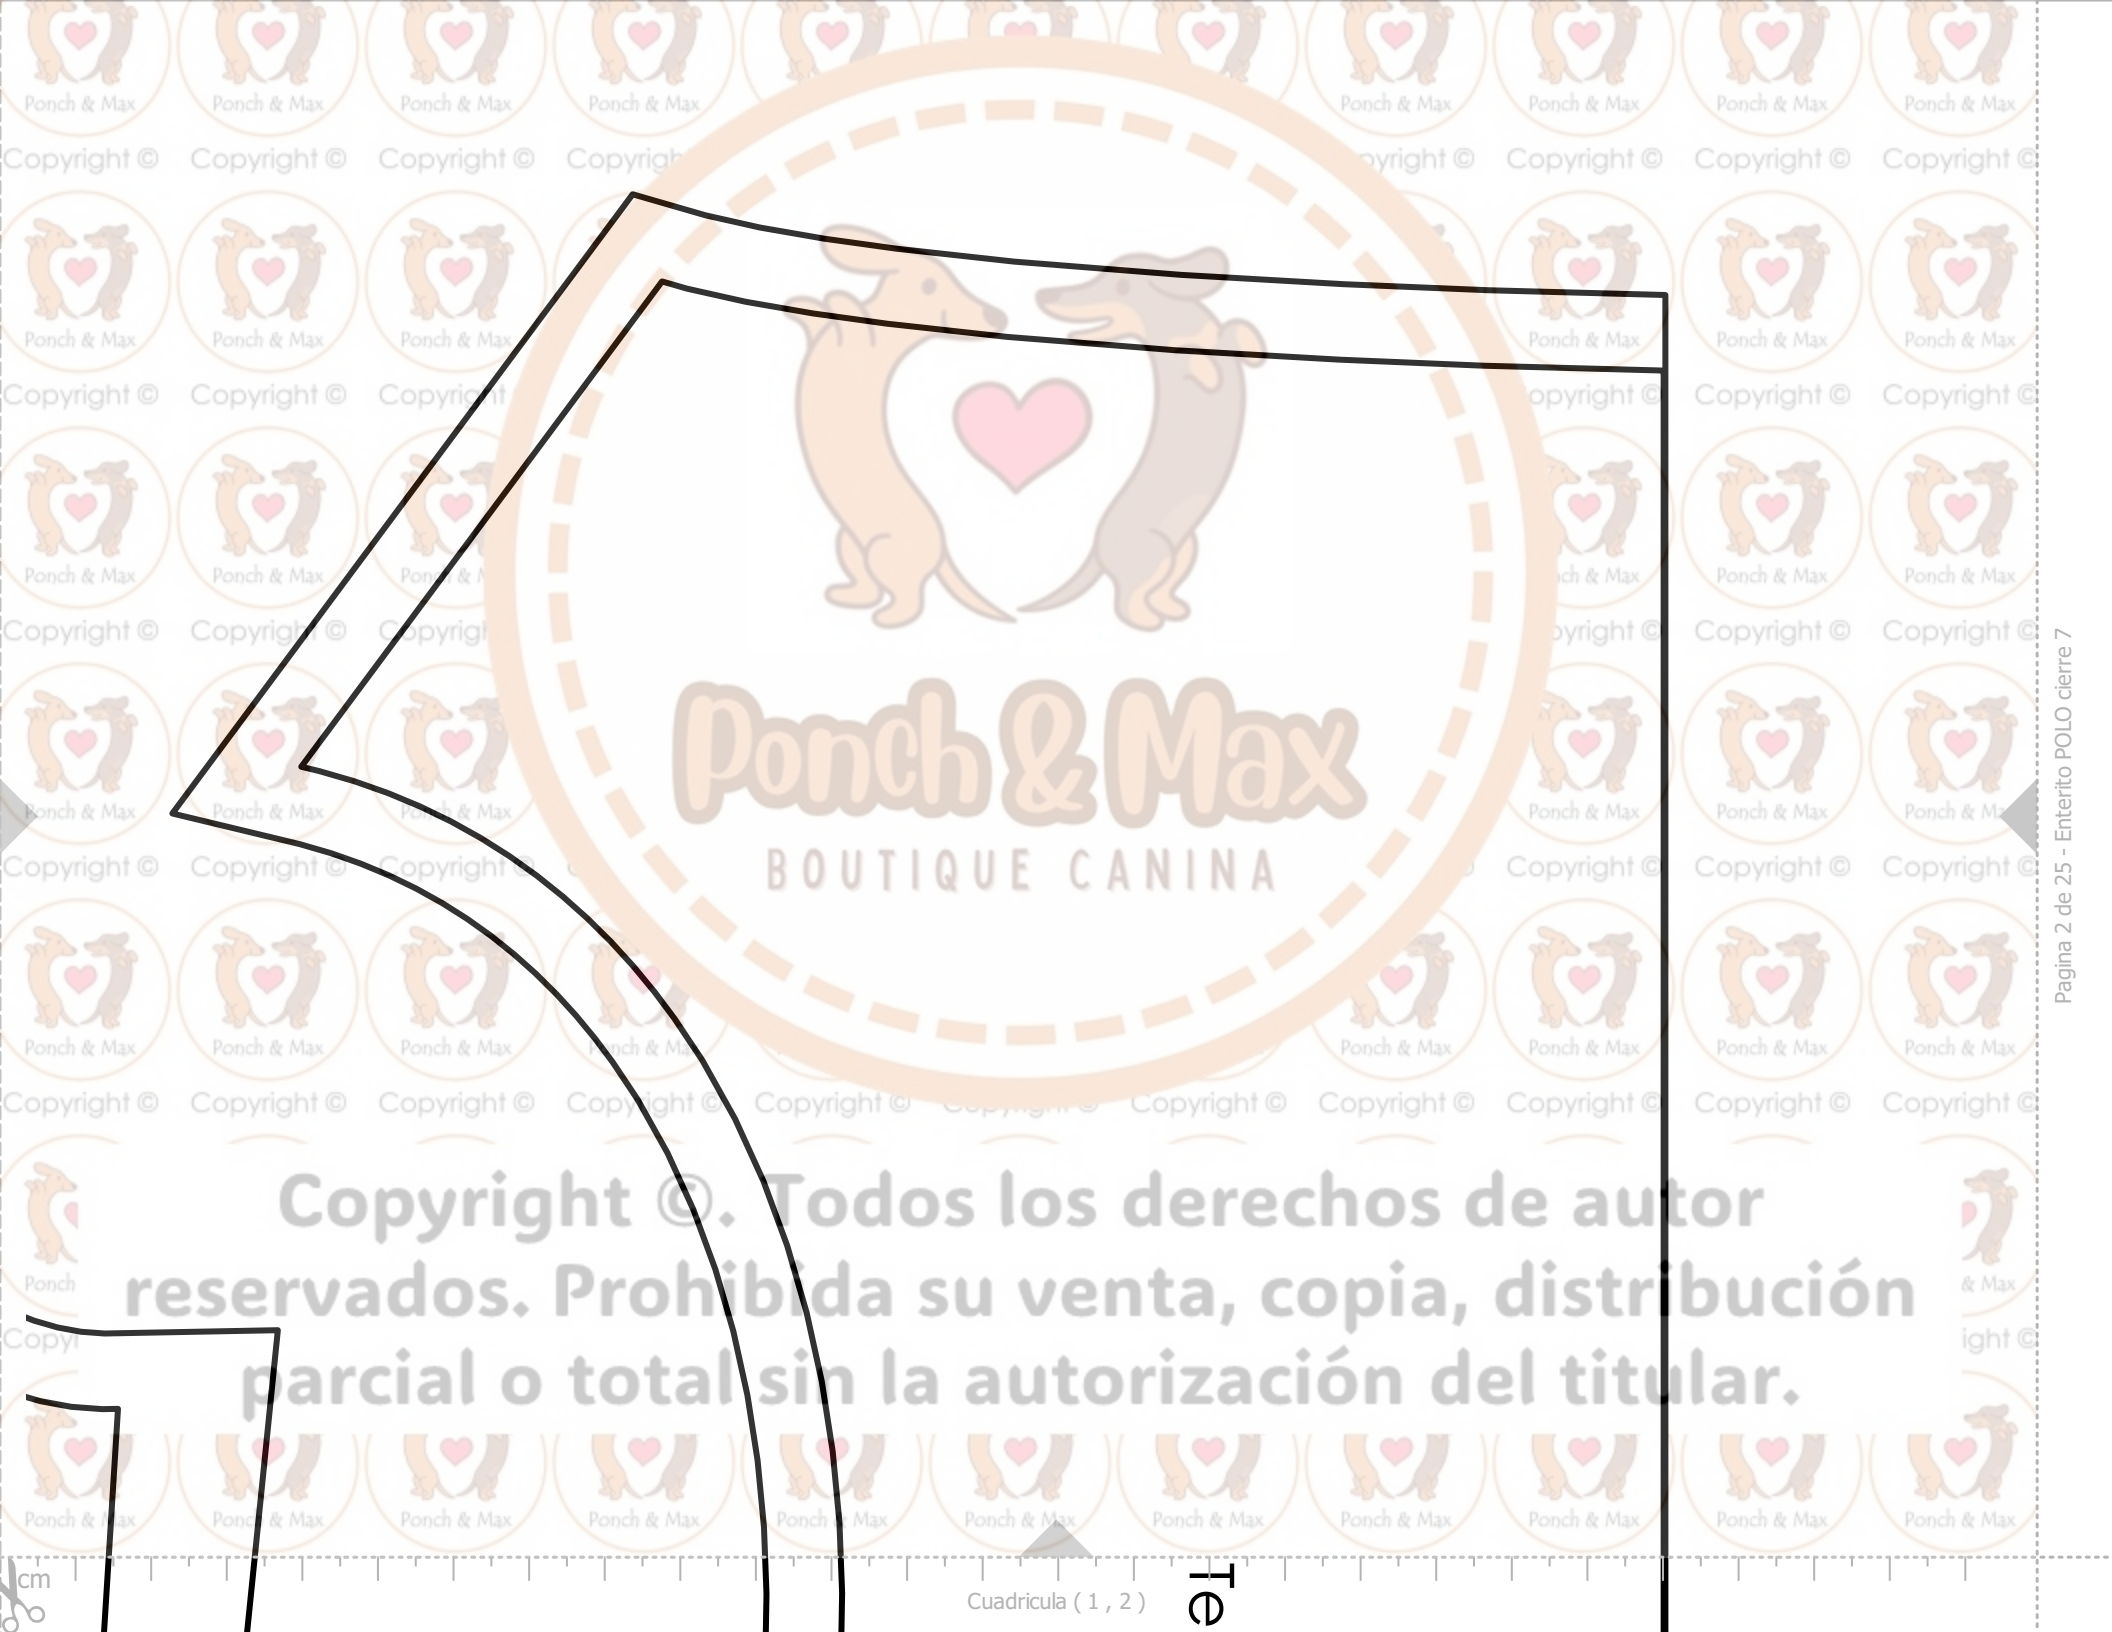 Ponch & Max
BOUTIQUE CANINA
Copyright ©. Todos los derechos de autor
reservados. Prohibida su venta, copia, distribución
parcial o total sin la autorización del titular.
Ponch & Max
Copyright ©
Pagina 2 de 25 - Enterito POLO cierre 7
cm
Cuadricula ( 1 , 2 )
Te